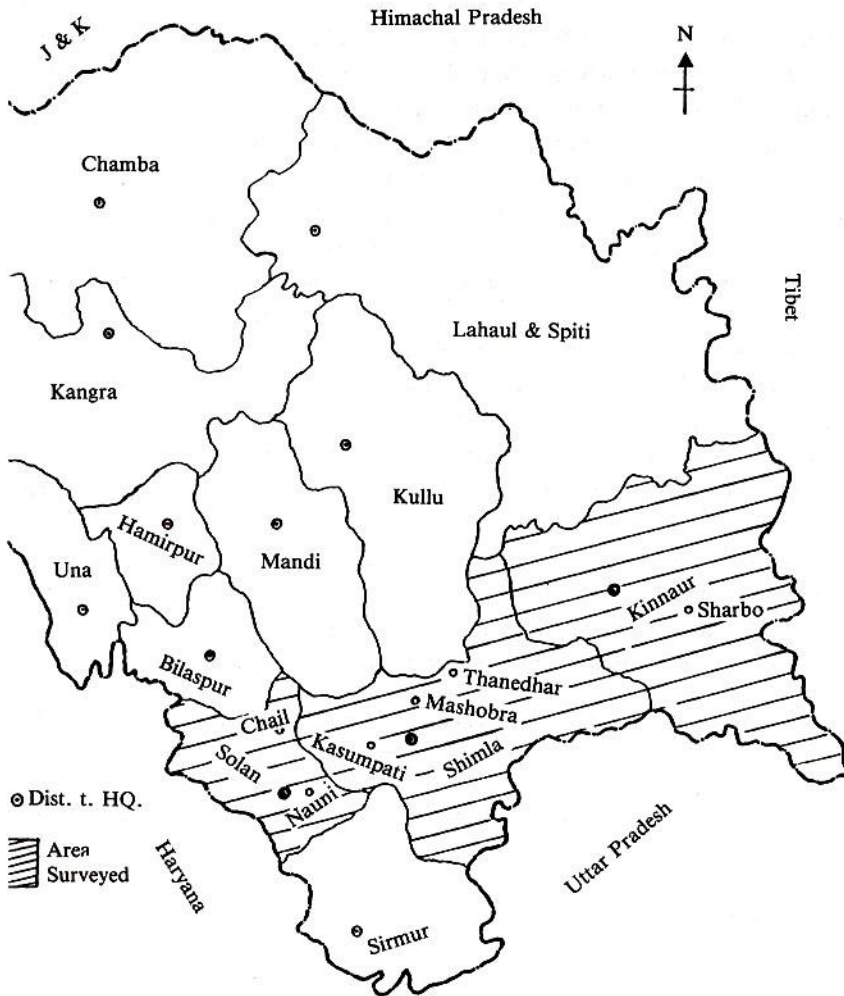 Himachal Pradesh
J & K
N
Chamba
Tibet
Lahaul & Spiti
Kangra
Kullu
Hamirpur
Mandi
Una
Kinnaur
Sharbo
Bilaspur
Thanedhar
Mashobra
Chail
Kasumpati
Shimla
Solan
Nauni
⊙ Dist. t. HQ.
Area
Surveyed
Haryana
Uttar Pradesh
Sirmur